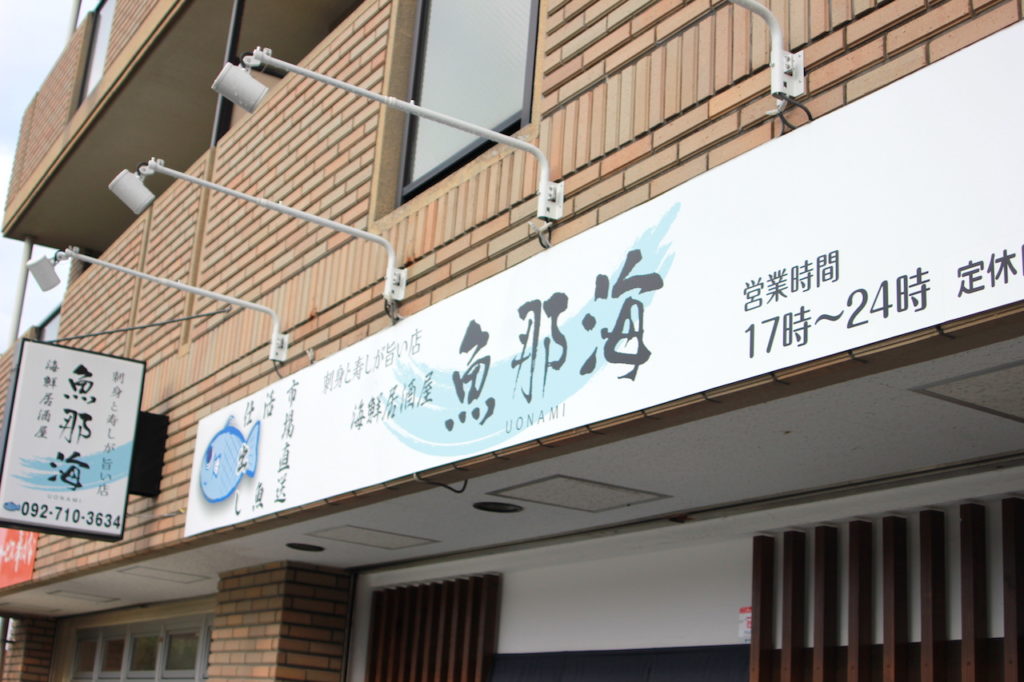 刺身と寿しが旨い店
魚那海
海鮮居酒屋
UONAMI
092-710-3634
市場直送
活魚
仕出し
刺身と寿しが旨い店
海鮮居酒屋
魚那海
UONAMI
営業時間
17時～24時
定休